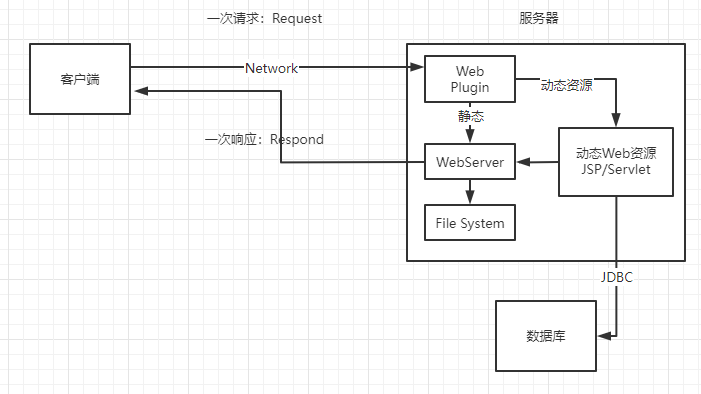 一次请求：Request
服务器
客户端
Network
Web
Plugin
动态资源
静态
一次响应：Respond
WebServer
动态Web资源
JSP/Servlet
File System
JDBC
数据库